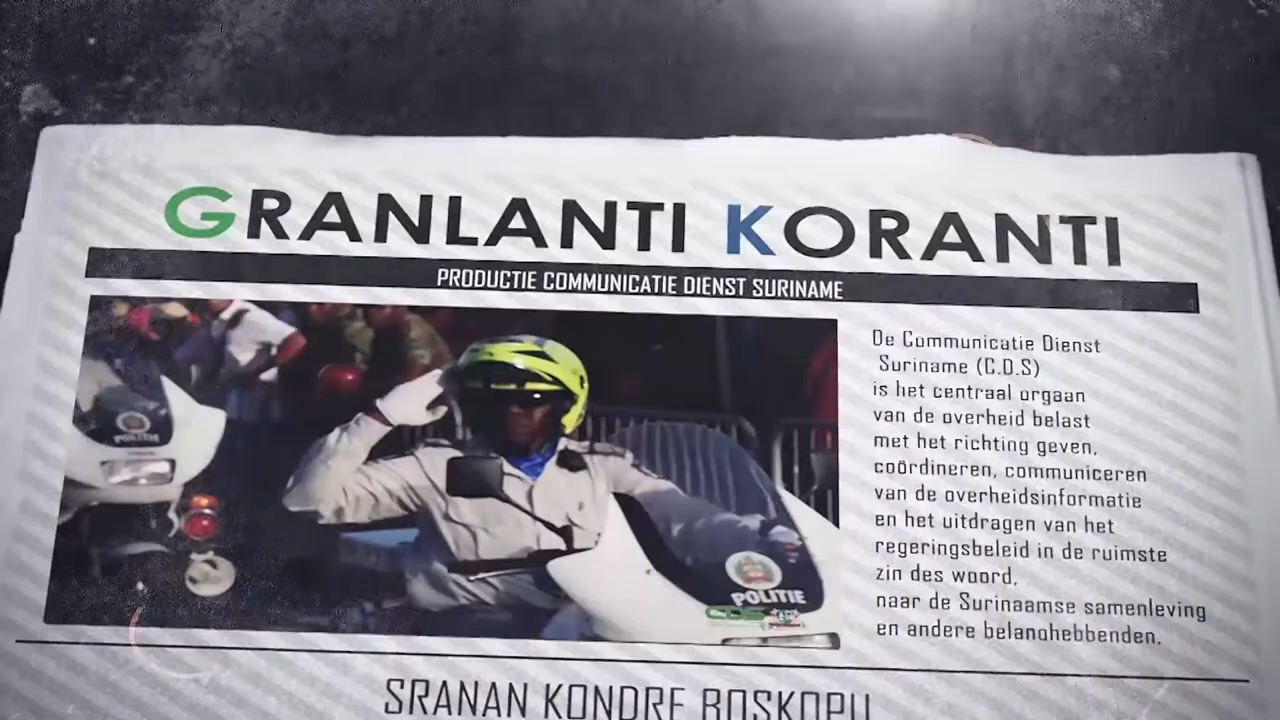 GRANLANTI KORANTI
PRODUCTIE COMMUNICATIE DIENST SURINAME
De Communicatie Dienst
Suriname (C.D.S)
is het centraal orgaan
van de overheid belast
met het richting geven,
coördineren, communiceren
van de overheidsinformatie
en het uitdragen van het
regeringsbeleid in de ruimste
zin des woord,
naar de Surinaamse samenleving
en andere belanghebbenden.
POLITIE
POLITIE
CDS
SRANAN KONDRE BOSKOPU